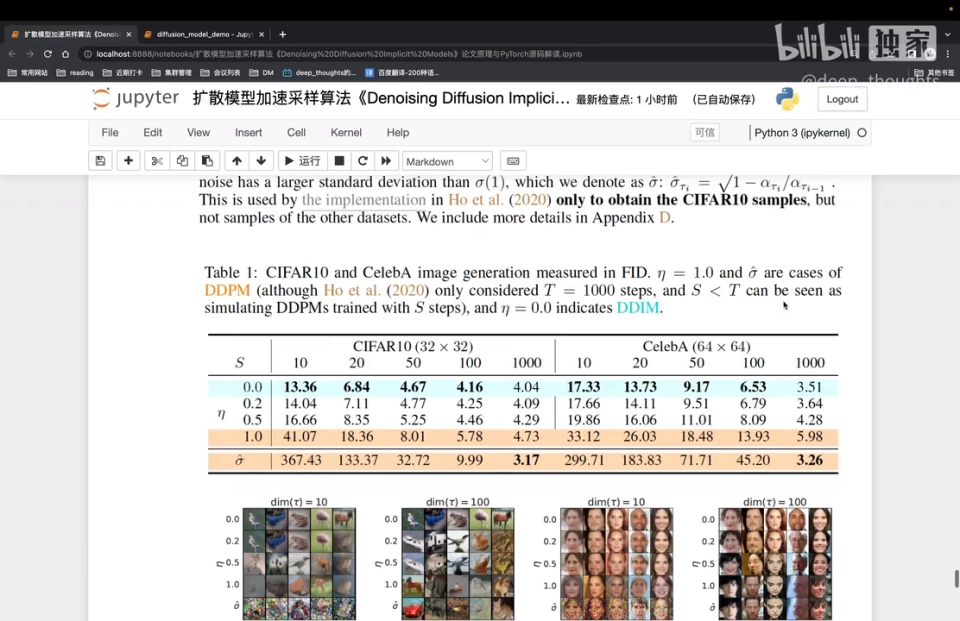 扩散模型加速采样算法《Denois
diffusion_model_demo - Jupyt
bilibili 独家
localhost:8888/notebooks/扩散模型加速采样算法《Denoising%20Diffusion%20Implicit%20Models》论文原理与PyTorch源码解读.ipynb
@deep_thoughts
常用网站 reading 近期打卡 集群管理 会议列表 DM deep_thoughts的... 百度翻译-200种语... 其他书签
jupyter 扩散模型加速采样算法《Denoising Diffusion Implici... 最新检查点: 1 小时前 (已自动保存) Logout
File Edit View Insert Cell Kernel Help 可信 Python 3 (ipykernel)
运行 Markdown
noise has a larger standard deviation than σ(1), which we denote as σ̂: σ̂τi = √1 − ατi/ατi−1 .
This is used by the implementation in Ho et al. (2020) only to obtain the CIFAR10 samples, but
not samples of the other datasets. We include more details in Appendix D.
Table 1: CIFAR10 and CelebA image generation measured in FID. η = 1.0 and σ̂ are cases of
DDPM (although Ho et al. (2020) only considered T = 1000 steps, and S < T can be seen as
simulating DDPMs trained with S steps), and η = 0.0 indicates DDIM.
CIFAR10 (32 × 32) CelebA (64 × 64)
S 10 20 50 100 1000 10 20 50 100 1000
0.0 13.36 6.84 4.67 4.16 4.04 17.33 13.73 9.17 6.53 3.51
0.2 14.04 7.11 4.77 4.25 4.09 17.66 14.11 9.51 6.79 3.64
η
0.5 16.66 8.35 5.25 4.46 4.29 19.86 16.06 11.01 8.09 4.28
1.0 41.07 18.36 8.01 5.78 4.73 33.12 26.03 18.48 13.93 5.98
σ̂ 367.43 133.37 32.72 9.99 3.17 299.71 183.83 71.71 45.20 3.26
dim(τ) = 10 dim(τ) = 100 dim(τ) = 10 dim(τ) = 100
0.0 0.0 0.0 0.0
0.2 0.2 0.2 0.2
η 0.5 η 0.5 η 0.5 η 0.5
1.0 1.0 1.0 1.0
σ̂ σ̂ σ̂ σ̂